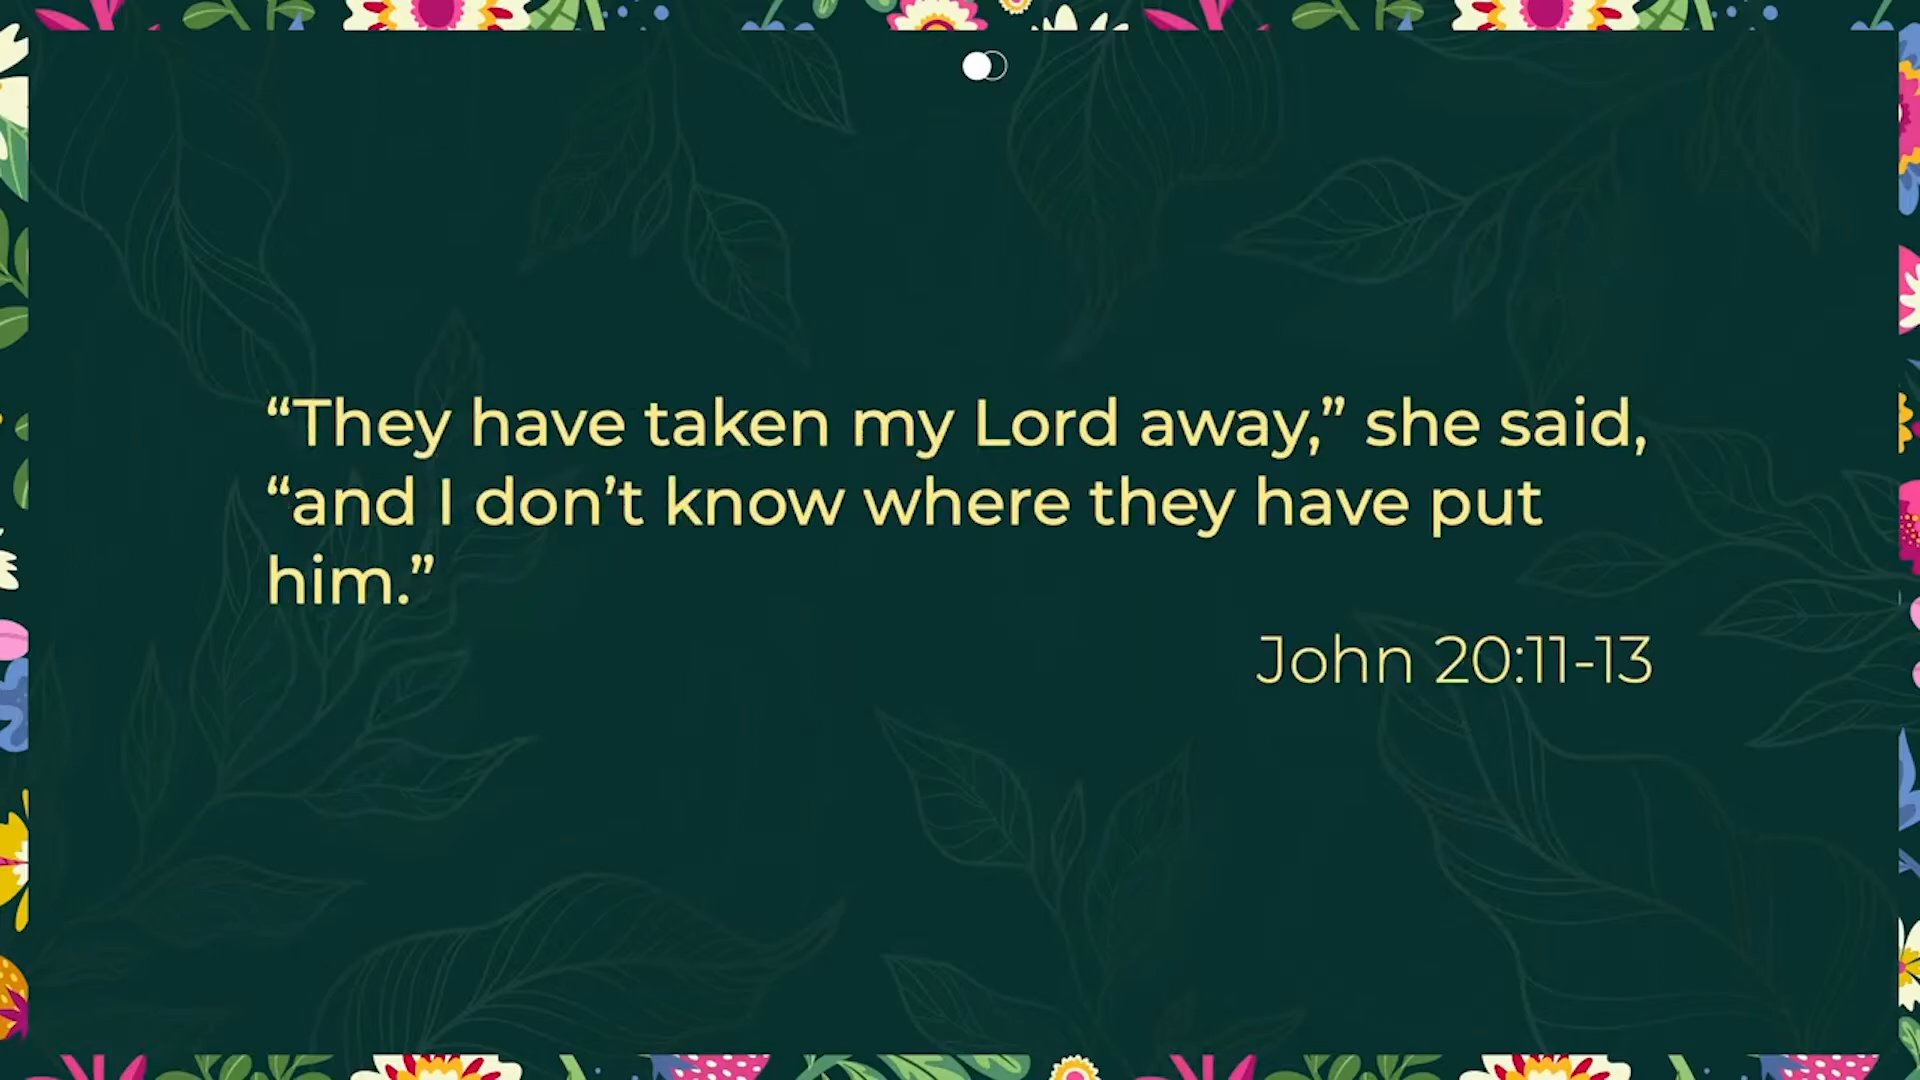 “They have taken my Lord away,” she said,
“and I don’t know where they have put
him.”
John 20:11-13